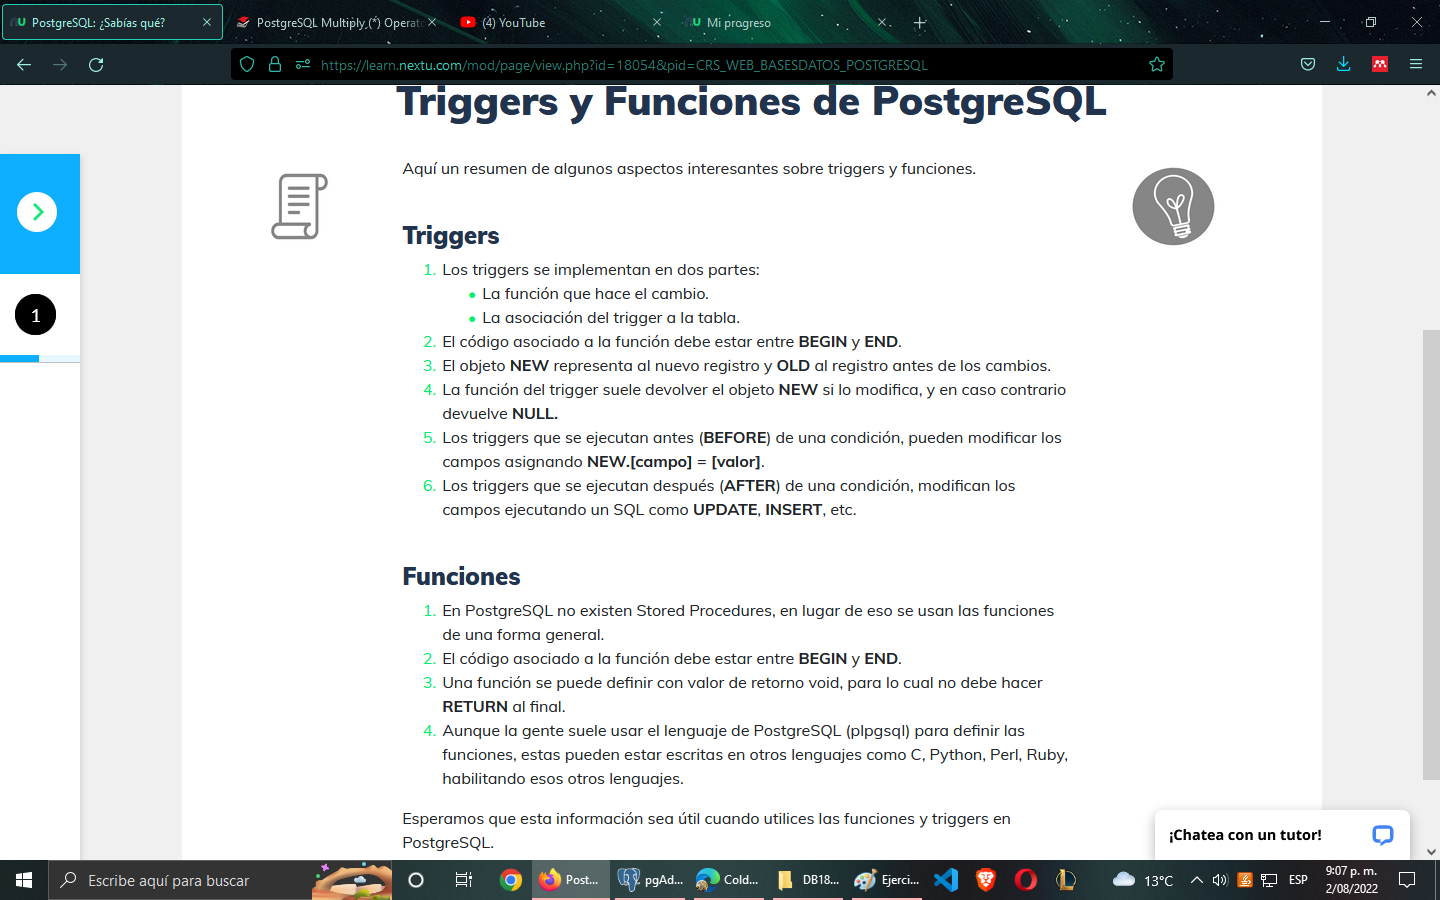 PostgreSQL: ¿Sabías qué?
PostgreSQL Multiply (*) Operato
(4) YouTube
Mi progreso
https://learn.nextu.com/mod/page/view.php?id=18054&pid=CRS_WEB_BASESDATOS_POSTGRESQL
Triggers y Funciones de PostgreSQL
Aquí un resumen de algunos aspectos interesantes sobre triggers y funciones.
1
Triggers
1. Los triggers se implementan en dos partes:
• La función que hace el cambio.
• La asociación del trigger a la tabla.
2. El código asociado a la función debe estar entre BEGIN y END.
3. El objeto NEW representa al nuevo registro y OLD al registro antes de los cambios.
4. La función del trigger suele devolver el objeto NEW si lo modifica, y en caso contrario
devuelve NULL.
5. Los triggers que se ejecutan antes (BEFORE) de una condición, pueden modificar los
campos asignando NEW.[campo] = [valor].
6. Los triggers que se ejecutan después (AFTER) de una condición, modifican los
campos ejecutando un SQL como UPDATE, INSERT, etc.
Funciones
1. En PostgreSQL no existen Stored Procedures, en lugar de eso se usan las funciones
de una forma general.
2. El código asociado a la función debe estar entre BEGIN y END.
3. Una función se puede definir con valor de retorno void, para lo cual no debe hacer
RETURN al final.
4. Aunque la gente suele usar el lenguaje de PostgreSQL (plpgsql) para definir las
funciones, estas pueden estar escritas en otros lenguajes como C, Python, Perl, Ruby,
habilitando esos otros lenguajes.
Esperamos que esta información sea útil cuando utilices las funciones y triggers en
PostgreSQL.
¡Chatea con un tutor!
Escribe aquí para buscar
Post...
pgAd...
Cold...
DB18...
Ejerci...
13°C
ESP
9:07 p. m.
2/08/2022